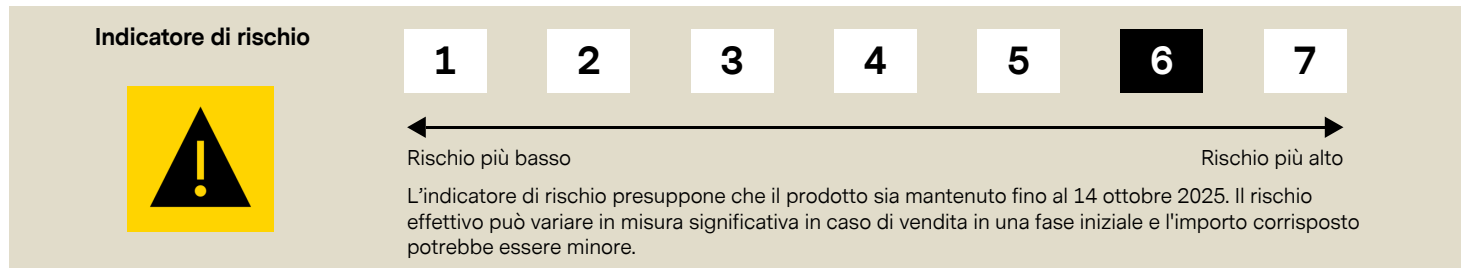 Indicatore di rischio
1 2 3 4 5 6 7
Rischio più basso Rischio più alto
L’indicatore di rischio presuppone che il prodotto sia mantenuto fino al 14 ottobre 2025. Il rischio
effettivo può variare in misura significativa in caso di vendita in una fase iniziale e l'importo corrisposto
potrebbe essere minore.